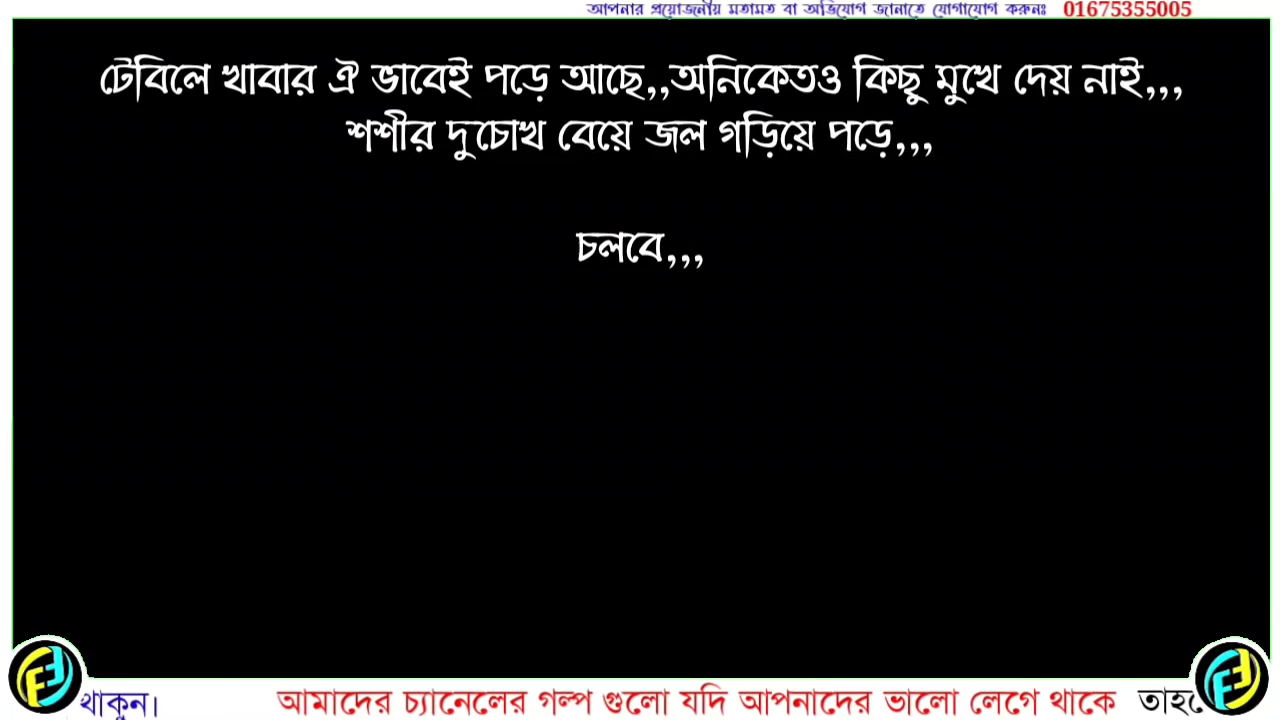 আপনার প্রয়োজনীয় মতামত বা অভিযোগ জানাতে যোগাযোগ করুনঃ 01675355005
টেবিলে খাবার ঐ ভাবেই পড়ে আছে,,অনিকেতও কিছু মুখে দেয় নাই,,,
শশীর দুচোখ বেয়ে জল গড়িয়ে পড়ে,,,
চলবে,,,
থাকুন। আমাদের চ্যানেলের গল্প গুলো যদি আপনাদের ভালো লেগে থাকে